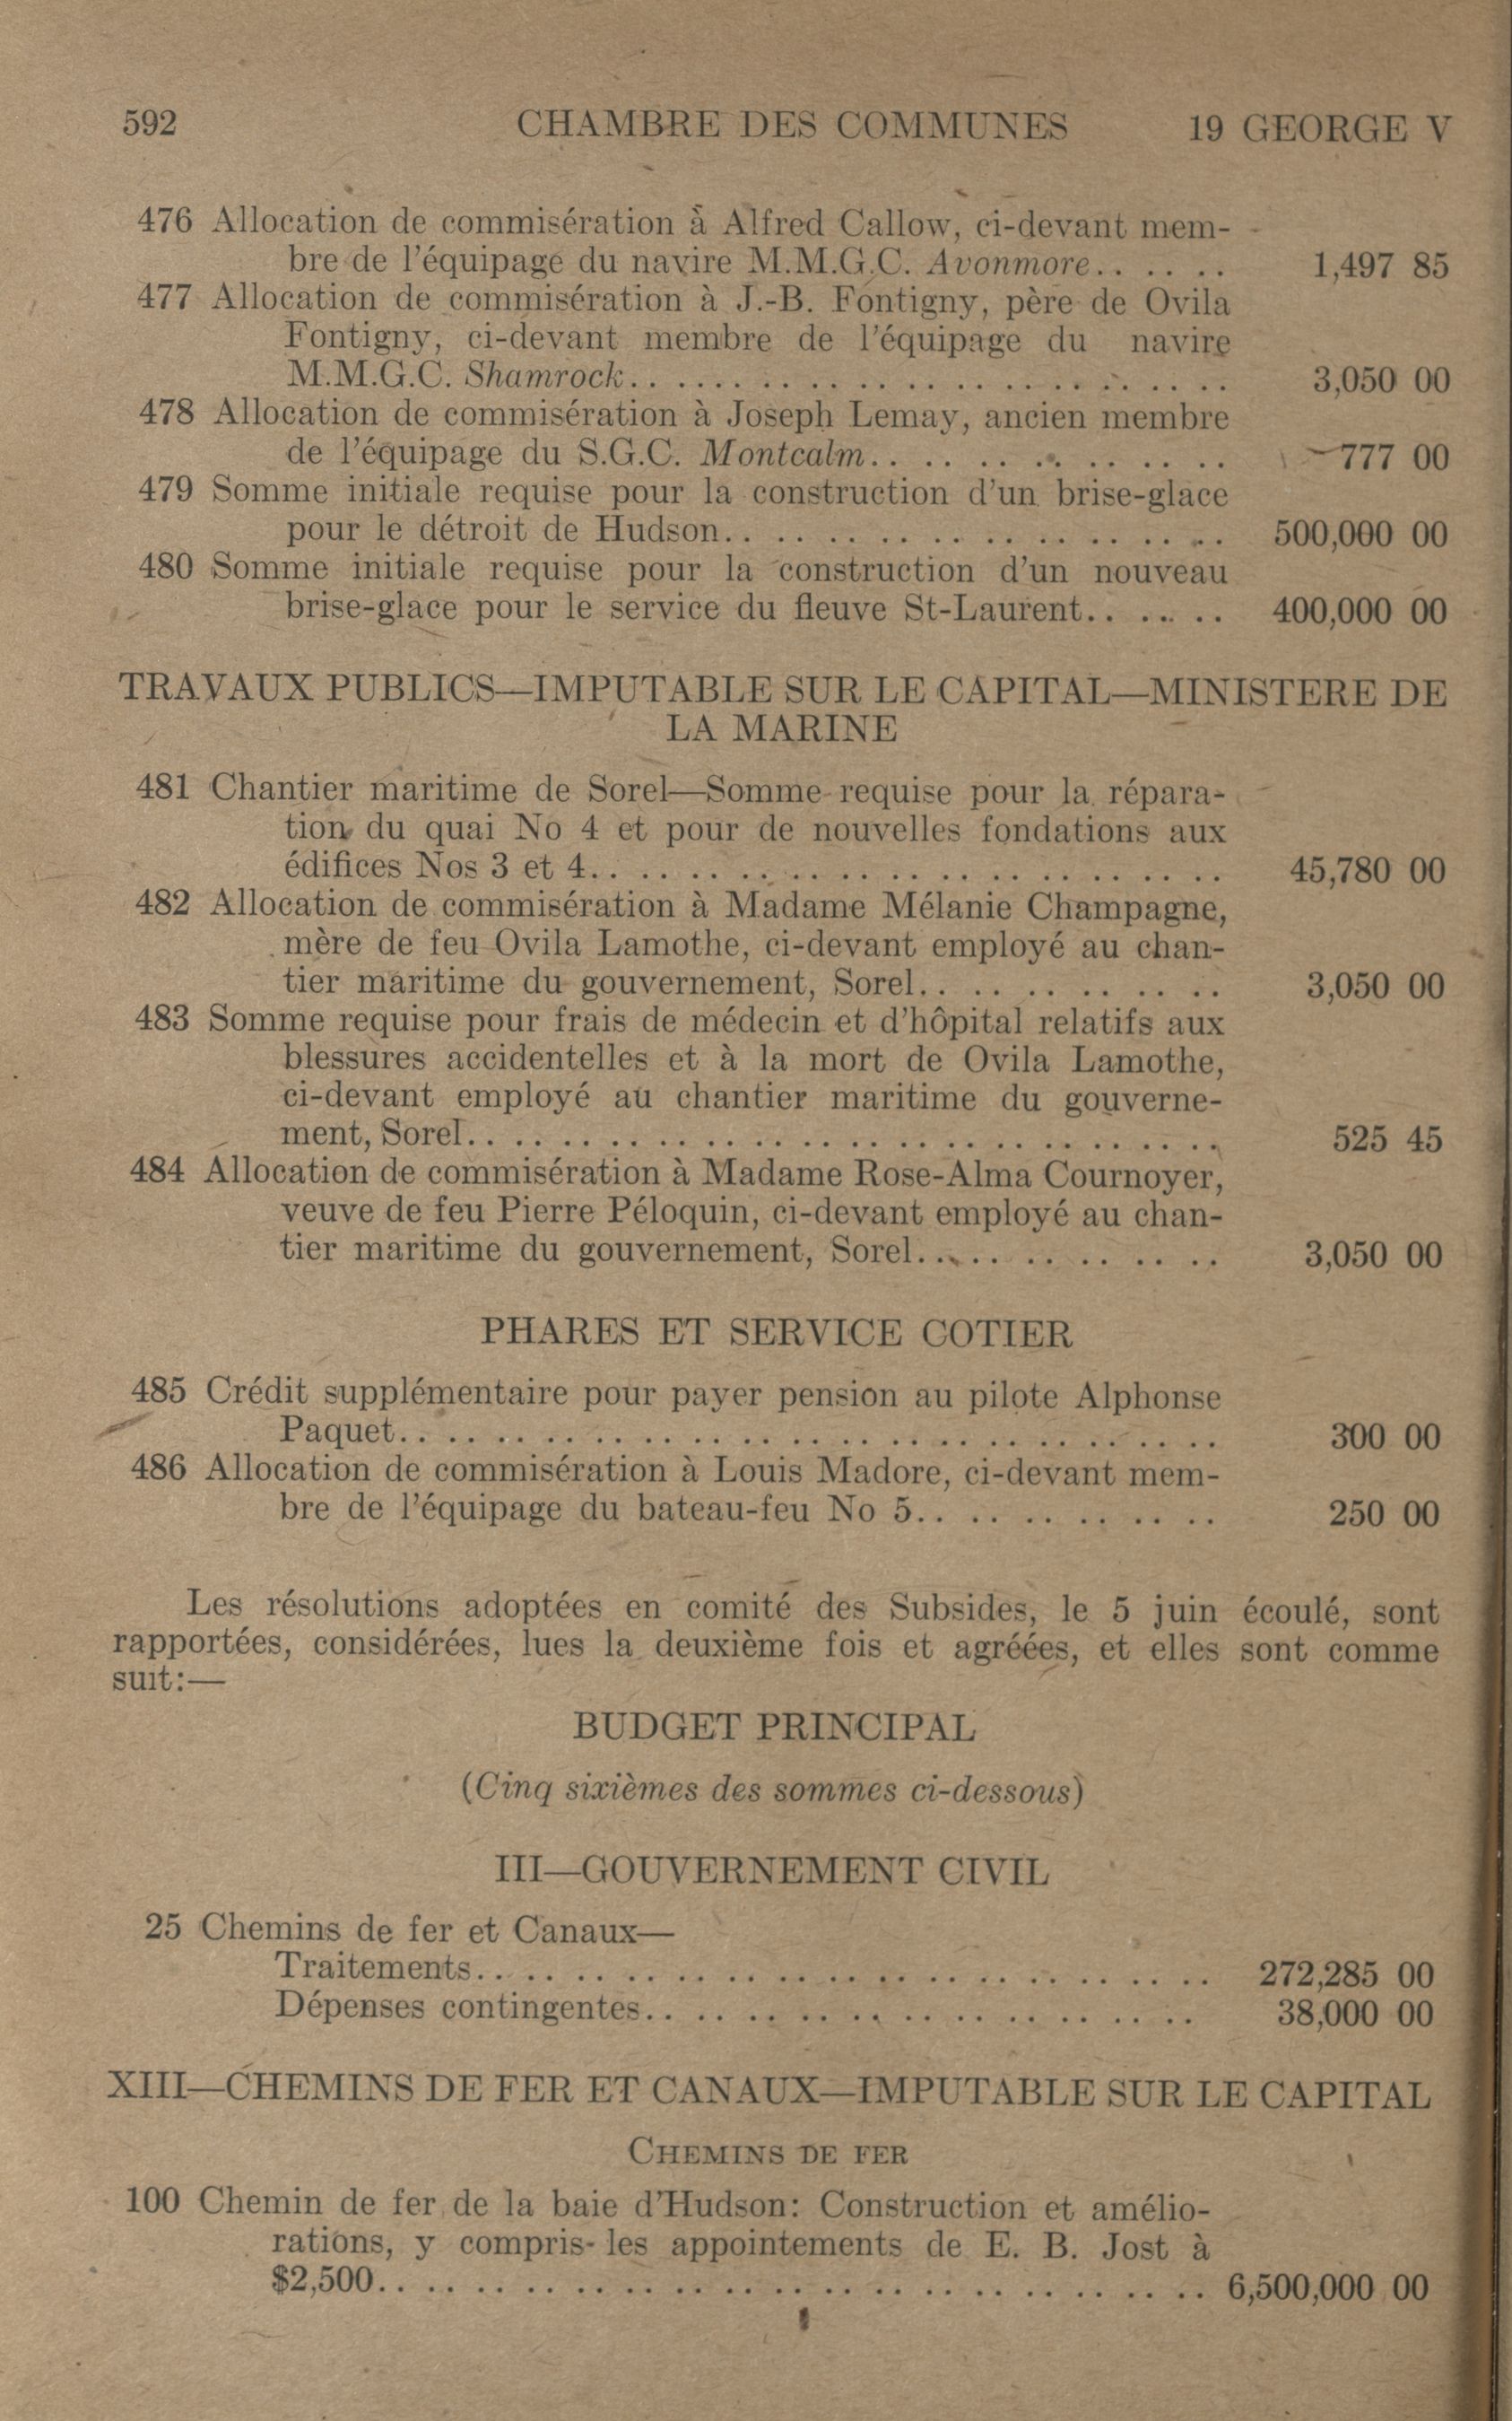 592 CHAMBRE DES COMMUNES 19 GEORGE V
476 Allocation de commisération à Alfred Callow, ci-devant mem-
bre de l'équipage du navire M.M.G.C. Avonmore.. .. .. .. 1,497 85
477 Allocation de commisération à J.-B. Fontigny, père de Ovila
Fontigny, ci-devant membre de l'équipage du navire
M.M.G.C. Shamrock.. .. .. .. .. .. .. .. .. .. .. .. .. 3,050 00
478 Allocation de commisération à Joseph Lemay, ancien membre
de l'équipage du S.G.C. Montcalm.. .. .. .. .. .. .. 777 00
479 Somme initiale requise pour la construction d'un brise-glace
pour le détroit de Hudson.. .. .. .. .. .. .. .. .. .. 500,000 00
480 Somme initiale requise pour la construction d'un nouveau
brise-glace pour le service du fleuve St-Laurent.. .. .. .. 400,000 00
TRAVAUX PUBLICS—IMPUTABLE SUR LE CAPITAL—MINISTERE DE
LA MARINE
481 Chantier maritime de Sorel—Somme requise pour la répara-
tion du quai No 4 et pour de nouvelles fondations aux
édifices Nos 3 et 4.. .. .. .. .. .. .. .. .. .. .. .. .. 45,780 00
482 Allocation de commisération à Madame Mélanie Champagne,
mère de feu Ovila Lamothe, ci-devant employé au chan-
tier maritime du gouvernement, Sorel.. .. .. .. .. .. 3,050 00
483 Somme requise pour frais de médecin et d'hôpital relatifs aux
blessures accidentelles et à la mort de Ovila Lamothe,
ci-devant employé au chantier maritime du gouverne-
ment, Sorel.. .. .. .. .. .. .. .. .. .. .. .. .. .. .. .. 525 45
484 Allocation de commisération à Madame Rose-Alma Cournoyer,
veuve de feu Pierre Péloquin, ci-devant employé au chan-
tier maritime du gouvernement, Sorel.. .. .. .. .. .. 3,050 00
PHARES ET SERVICE COTIER
485 Crédit supplémentaire pour payer pension au pilote Alphonse
Paquet.. .. .. .. .. .. .. .. .. .. .. .. .. .. .. .. .. 300 00
486 Allocation de commisération à Louis Madore, ci-devant mem-
bre de l'équipage du bateau-feu No 5.. .. .. .. .. .. 250 00
Les résolutions adoptées en comité des Subsides, le 5 juin écoulé, sont
rapportées, considérées, lues la deuxième fois et agréées, et elles sont comme
suit:—
BUDGET PRINCIPAL
(Cinq sixièmes des sommes ci-dessous)
III—GOUVERNEMENT CIVIL
25 Chemins de fer et Canaux—
Traitements.. .. .. .. .. .. .. .. .. .. .. .. .. .. .. 272,285 00
Dépenses contingentes.. .. .. .. .. .. .. .. .. .. .. 38,000 00
XIII—CHEMINS DE FER ET CANAUX—IMPUTABLE SUR LE CAPITAL
CHEMINS DE FER
100 Chemin de fer de la baie d'Hudson: Construction et amélio-
rations, y compris les appointements de E. B. Jost à
$2,500.. .. .. .. .. .. .. .. .. .. .. .. .. .. .. .. .. 6,500,000 00